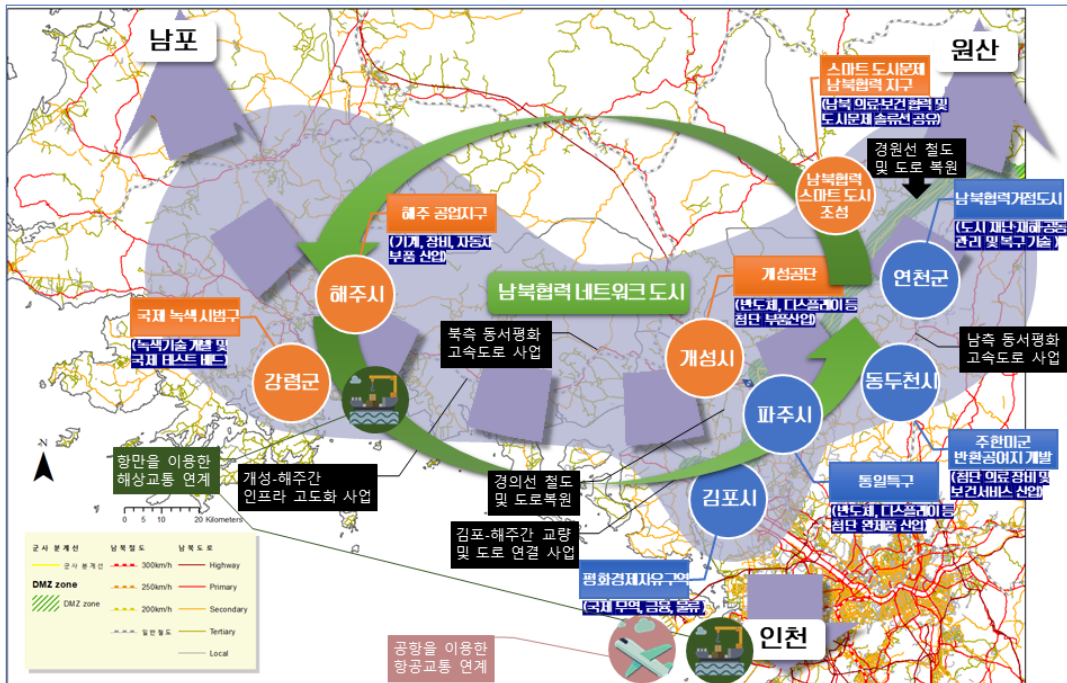 남포
원산
스마트 도시문제
남북협력 지구
(남북 의료·보건 협력 및
도시문제 솔루션 공유)
경원선 철도
및 도로 복원
남북협력
스마트 도시
조성
남북협력거점도시
(도시 재난·재해 공동
관리 및 복구 기술)
연천군
해주 공업지구
(기계, 장비, 자동차
부품 산업)
해주시
남북협력 네트워크 도시
개성공단
(반도체, 디스플레이 등
첨단 부품산업)
개성시
국제 녹색 시범구
(녹색기술 개발 및
국제 테스트 베드)
강령군
북측 동서평화
고속도로 사업
남측 동서평화
고속도로 사업
동두천시
파주시
주한미군
반환공여지 개발
(첨단 의료 장비 및
보건서비스 산업)
항만을 이용한
해상교통 연계
개성-해주간
인프라 고도화 사업
경의선 철도
및 도로복원
김포시
통일특구
(반도체, 디스플레이 등
첨단 완제품 산업)
김포-해주간 교량
및 도로 연결 사업
평화경제자유구역
(국제 무역, 금융, 물류)
인천
공항을 이용한
항공교통 연계
N
0 5 10 20 Kilometers
군사 분계선
군사 분계선
DMZ zone
DMZ zone
남북철도
300km/h
250km/h
200km/h
일반철도
남북도로
Highway
Primary
Secondary
Tertiary
Local